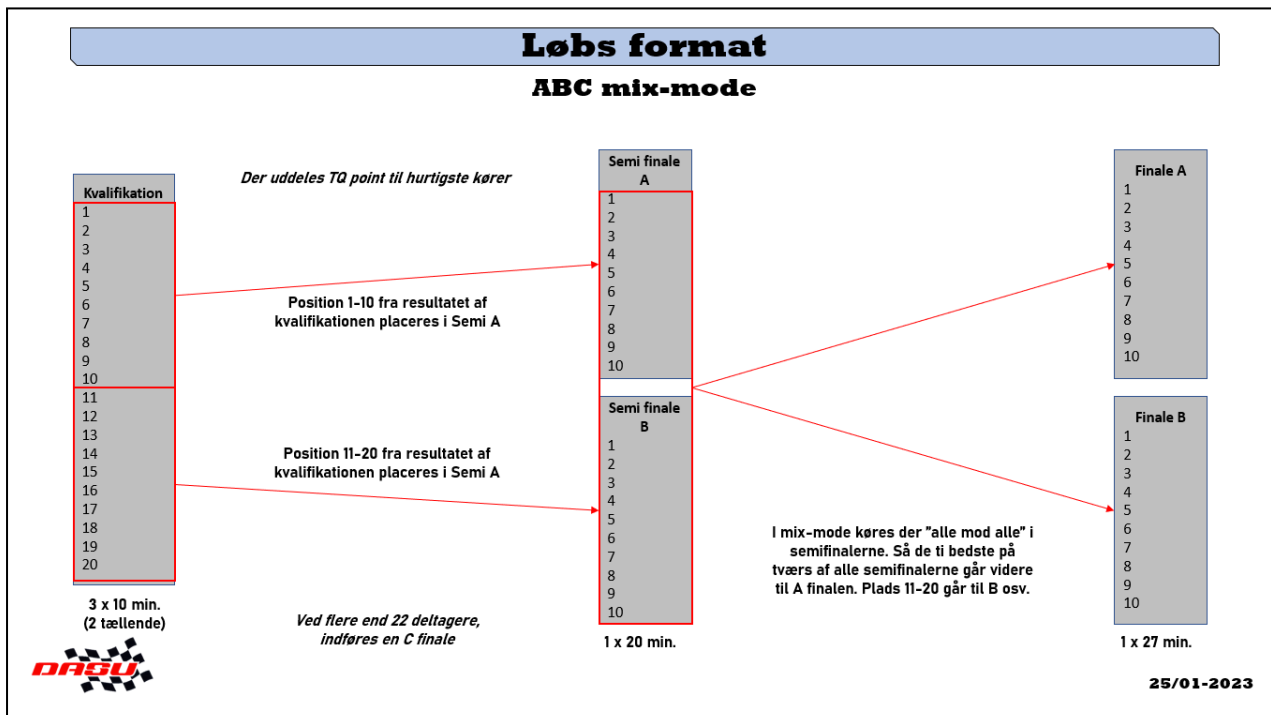 Løbs format
ABC mix-mode
Kvalifikation
1
2
3
4
5
6
7
8
9
10
11
12
13
14
15
16
17
18
19
20
3 x 10 min.
(2 tællende)
Der uddeles TQ point til hurtigste kører
Position 1-10 fra resultatet af
kvalifikationen placeres i Semi A
Position 11-20 fra resultatet af
kvalifikationen placeres i Semi A
Ved flere end 22 deltagere,
indføres en C finale
Semi finale
A
1
2
3
4
5
6
7
8
9
10
Semi finale
B
1
2
3
4
5
6
7
8
9
10
1 x 20 min.
I mix-mode køres der ”alle mod alle” i
semifinalerne. Så de ti bedste på
tværs af alle semifinalerne går videre
til A finalen. Plads 11-20 går til B osv.
Finale A
1
2
3
4
5
6
7
8
9
10
Finale B
1
2
3
4
5
6
7
8
9
10
1 x 27 min.
DASU
25/01-2023